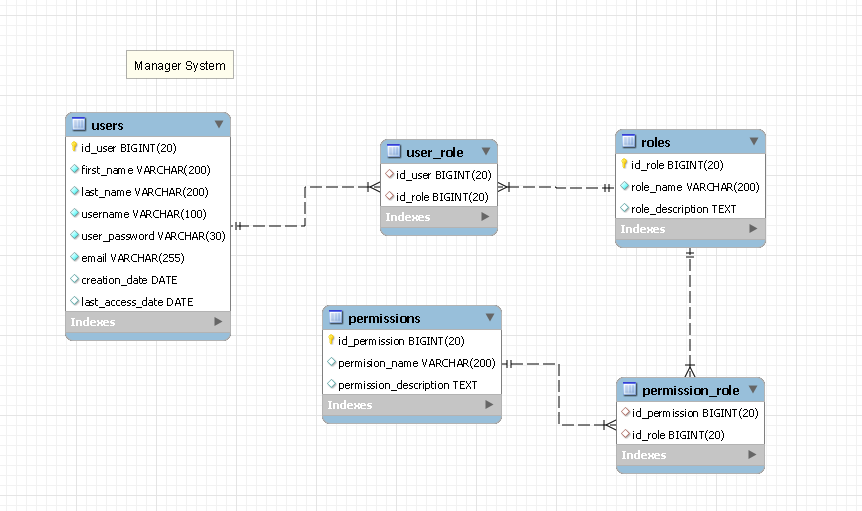 Manager System
users
id_user BIGINT(20)
first_name VARCHAR(200)
last_name VARCHAR(200)
username VARCHAR(100)
user_password VARCHAR(30)
email VARCHAR(255)
creation_date DATE
last_access_date DATE
Indexes
user_role
id_user BIGINT(20)
id_role BIGINT(20)
Indexes
roles
id_role BIGINT(20)
role_name VARCHAR(200)
role_description TEXT
Indexes
permissions
id_permission BIGINT(20)
permision_name VARCHAR(200)
permission_description TEXT
Indexes
permission_role
id_permission BIGINT(20)
id_role BIGINT(20)
Indexes